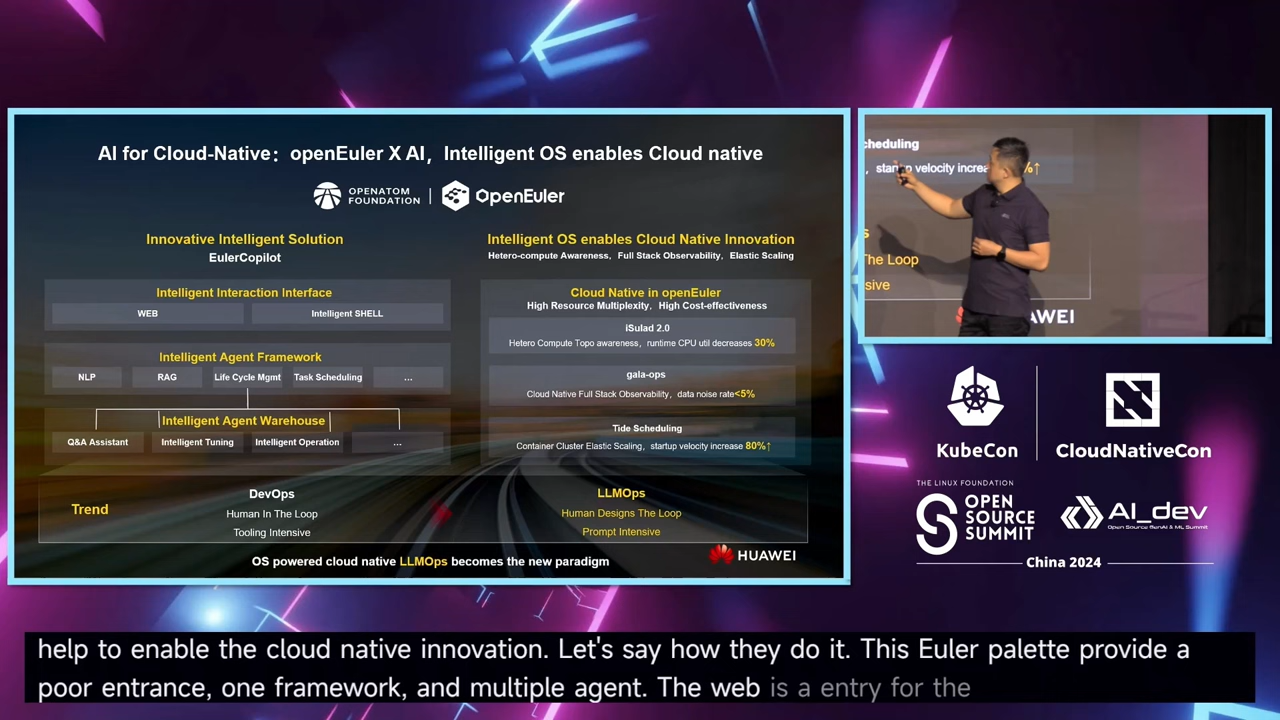 AI for Cloud-Native：openEuler X AI，Intelligent OS enables Cloud native
OPENATOM FOUNDATION
OpenEuler
Innovative Intelligent Solution
EulerCopilot
Intelligent Interaction Interface
WEB
Intelligent SHELL
Intelligent Agent Framework
NLP
RAG
Life Cycle Mgmt
Task Scheduling
...
Intelligent Agent Warehouse
Q&A Assistant
Intelligent Tuning
Intelligent Operation
...
Intelligent OS enables Cloud Native Innovation
Hetero-compute Awareness，Full Stack Observability，Elastic Scaling
Cloud Native in openEuler
High Resource Multiplexity，High Cost-effectiveness
iSulad 2.0
Hetero Compute Topo awareness，runtime CPU util decreases 30%
gala-ops
Cloud Native Full Stack Observability，data noise rate<5%
Tide Scheduling
Container Cluster Elastic Scaling，startup velocity increase 80%↑
Trend
DevOps
Human In The Loop
Tooling Intensive
LLMOps
Human Designs The Loop
Prompt Intensive
OS powered cloud native LLMOps becomes the new paradigm
HUAWEI
cheduling
, startup velocity increa %↑
s
The Loop
sive
AWEI
KubeCon
CloudNativeCon
THE LINUX FOUNDATION
OPEN
SOURCE
SUMMIT
AI_dev
Open Source GenAI & ML Summit
China 2024
help to enable the cloud native innovation. Let's say how they do it. This Euler palette provide a
poor entrance, one framework, and multiple agent. The web is a entry for the